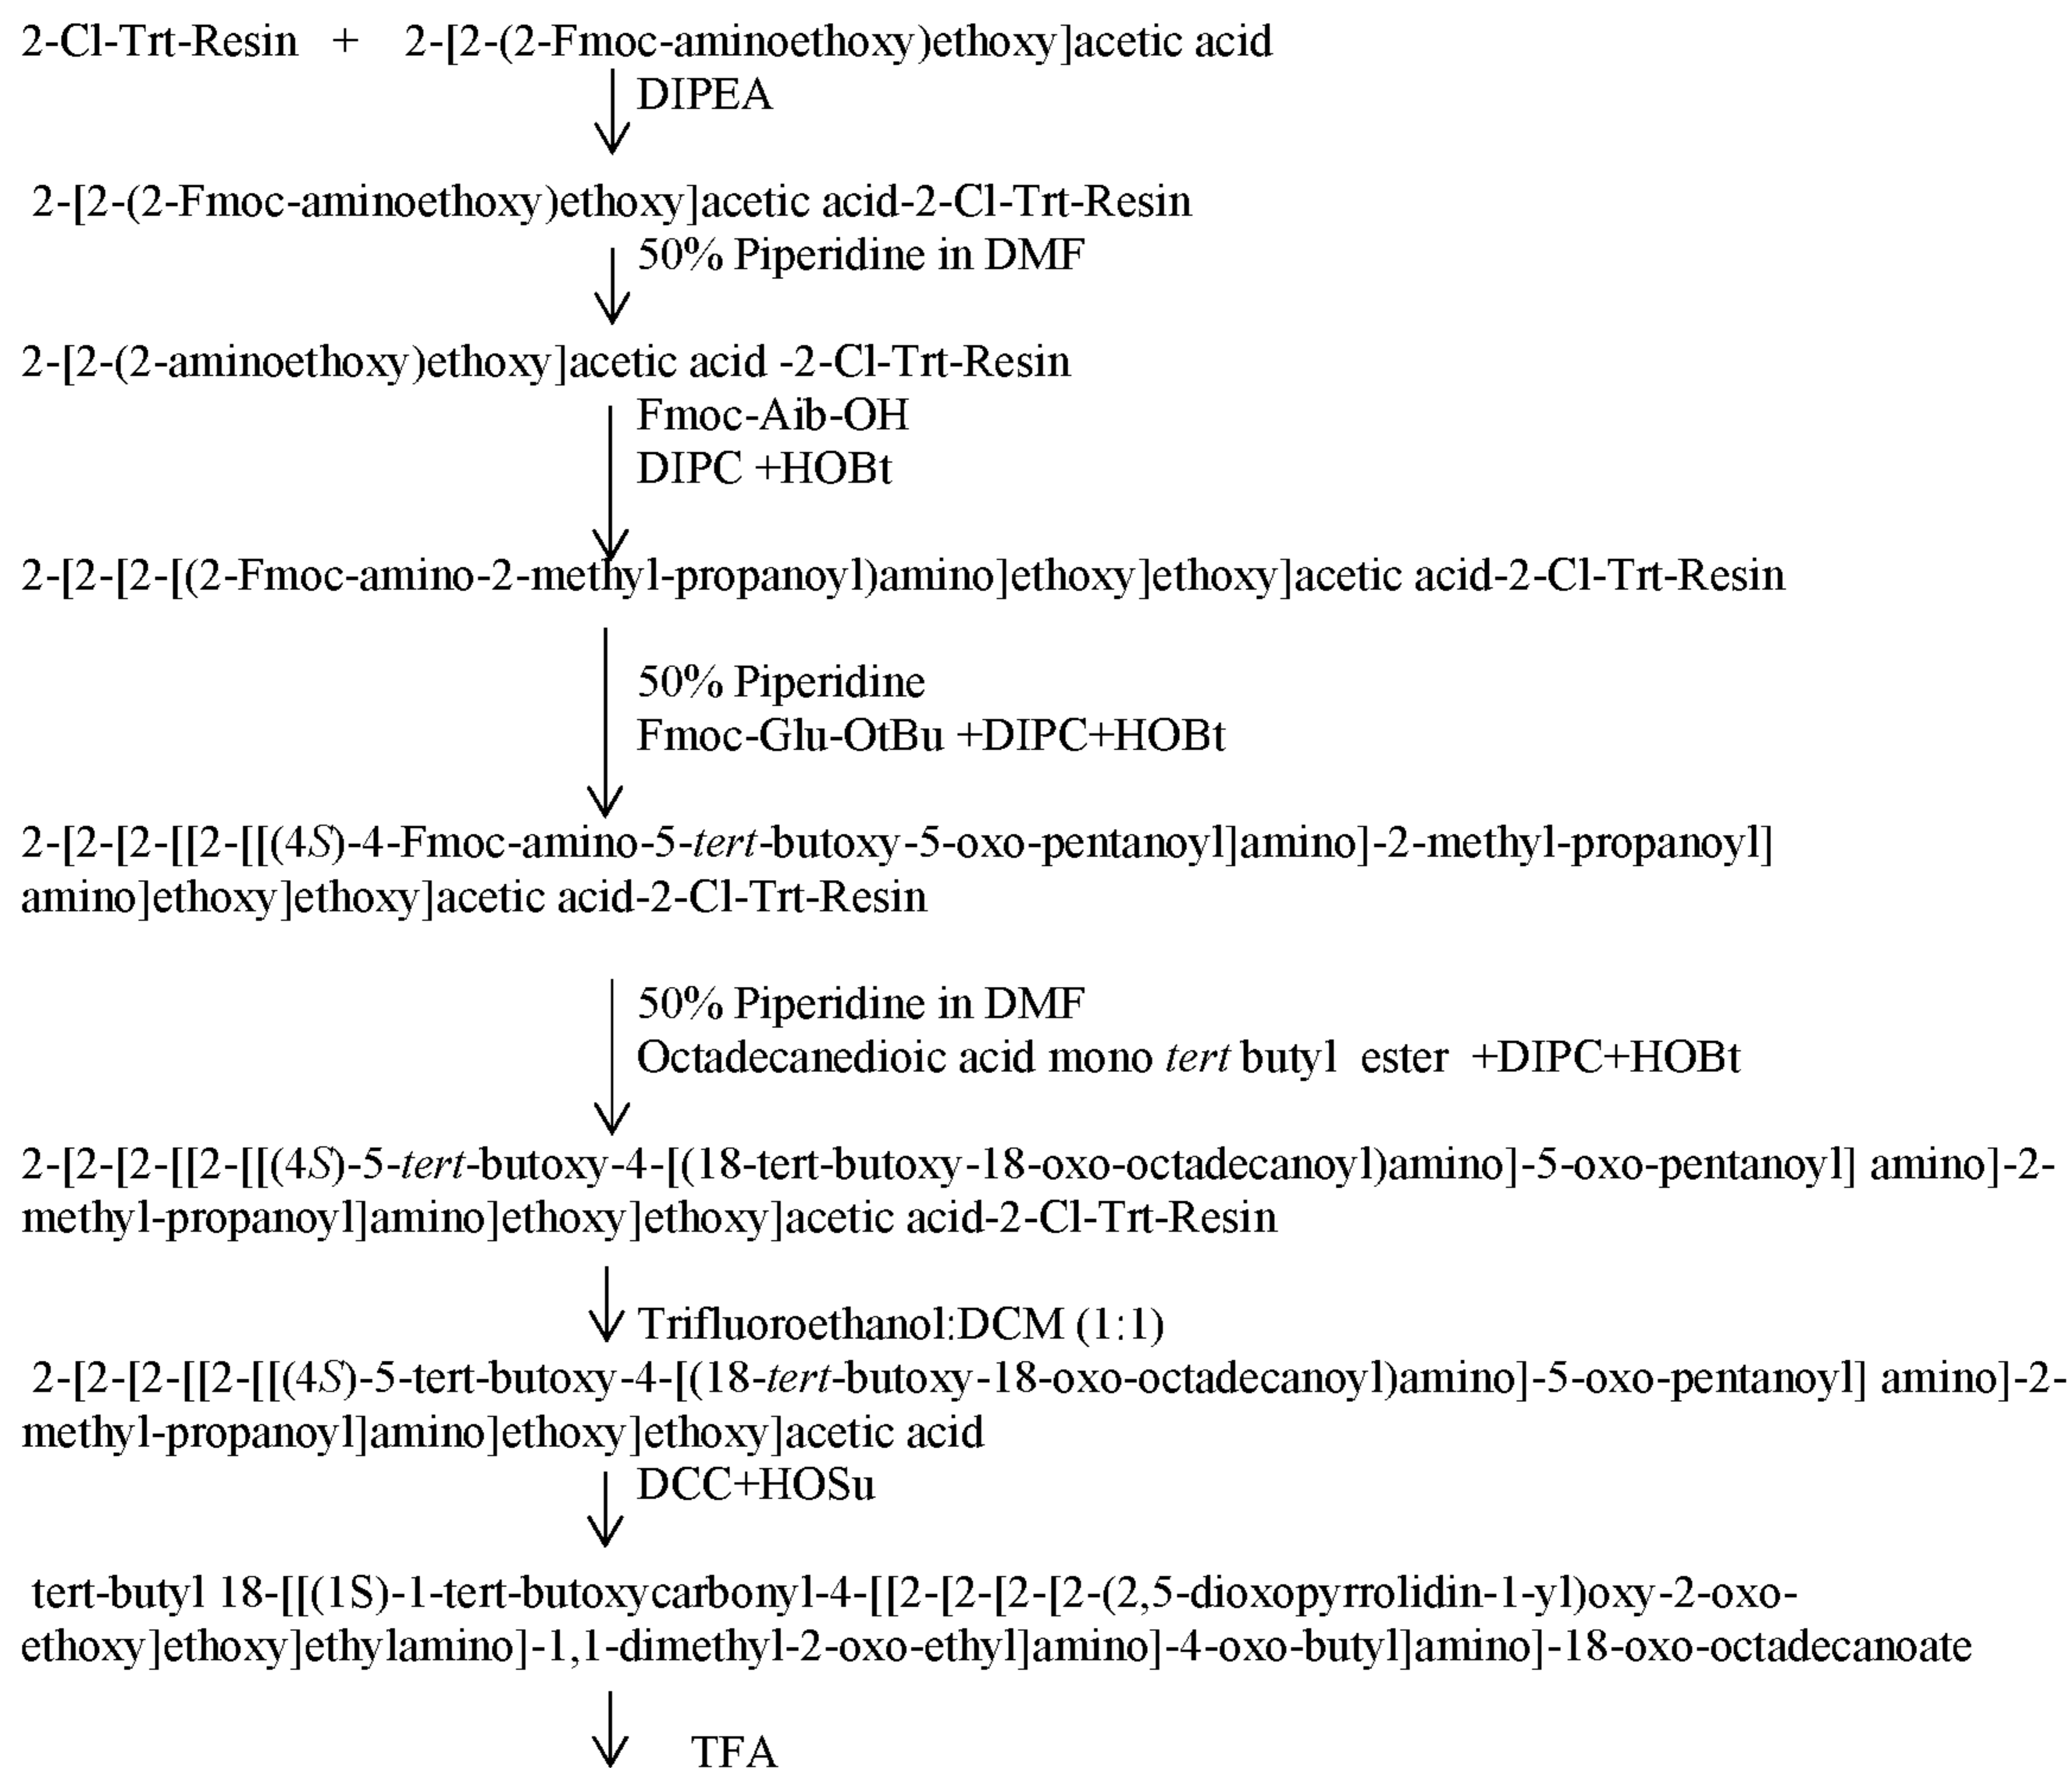 2-Cl-Trt-Resin + 2-[2-(2-Fmoc-aminoethoxy)ethoxy]acetic acid
DIPEA
2-[2-(2-Fmoc-aminoethoxy)ethoxy]acetic acid-2-Cl-Trt-Resin
50% Piperidine in DMF
2-[2-(2-aminoethoxy)ethoxy]acetic acid -2-Cl-Trt-Resin
Fmoc-Aib-OH
DIPC +HOBt
2-[2-[2-[(2-Fmoc-amino-2-methyl-propanoyl)amino]ethoxy]ethoxy]acetic acid-2-Cl-Trt-Resin
50% Piperidine
Fmoc-Glu-OtBu +DIPC+HOBt
2-[2-[2-[[2-[[(4S)-4-Fmoc-amino-5-tert-butoxy-5-oxo-pentanoyl]amino]-2-methyl-propanoyl]
amino]ethoxy]ethoxy]acetic acid-2-Cl-Trt-Resin
50% Piperidine in DMF
Octadecanedioic acid mono tert butyl ester +DIPC+HOBt
2-[2-[2-[[2-[[(4S)-5-tert-butoxy-4-[(18-tert-butoxy-18-oxo-octadecanoyl)amino]-5-oxo-pentanoyl] amino]-2-
methyl-propanoyl]amino]ethoxy]ethoxy]acetic acid-2-Cl-Trt-Resin
Trifluoroethanol:DCM (1:1)
2-[2-[2-[[2-[[(4S)-5-tert-butoxy-4-[(18-tert-butoxy-18-oxo-octadecanoyl)amino]-5-oxo-pentanoyl] amino]-2-
methyl-propanoyl]amino]ethoxy]ethoxy]acetic acid
DCC+HOSu
tert-butyl 18-[[(1S)-1-tert-butoxycarbonyl-4-[[2-[2-[2-[2-(2,5-dioxopyrrolidin-1-yl)oxy-2-oxo-
ethoxy]ethoxy]ethylamino]-1,1-dimethyl-2-oxo-ethyl]amino]-4-oxo-butyl]amino]-18-oxo-octadecanoate
TFA